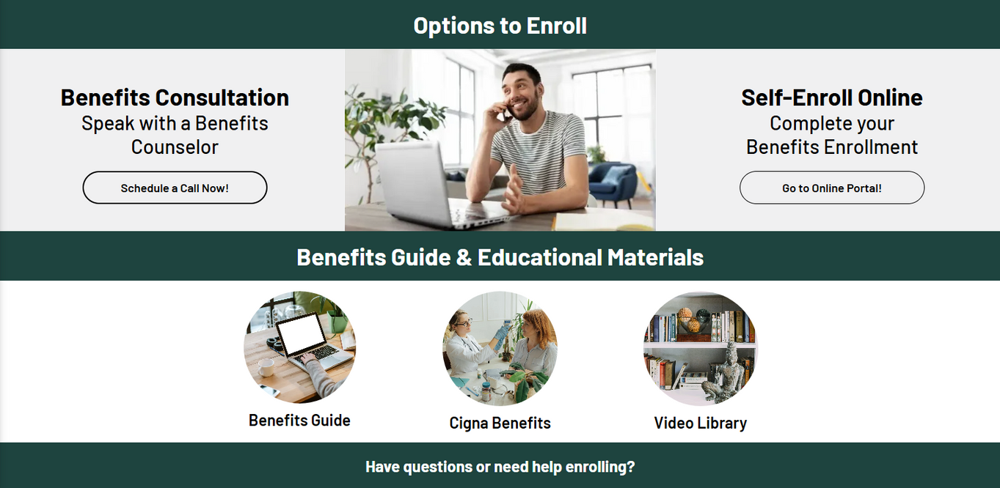 Options to Enroll
Benefits Consultation
Speak with a Benefits
Counselor
Schedule a Call Now!
Self-Enroll Online
Complete your
Benefits Enrollment
Go to Online Portal!
Benefits Guide & Educational Materials
Benefits Guide
Cigna Benefits
Video Library
Have questions or need help enrolling?